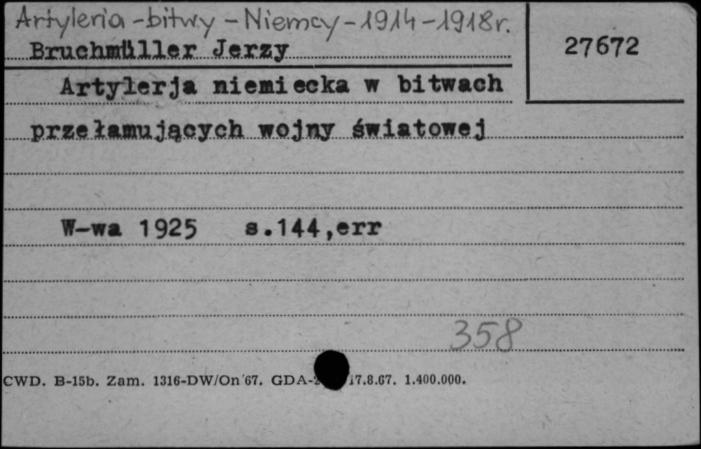 Artyleria - bitwy - Niemcy - 1914 - 1918r.
Bruchmüller Jerzy
27672
Artylerja niemiecka w bitwach
przełamujących wojny światowej
W-wa 1925 s.144,err
358
CWD. B-15b. Zam. 1316-DW/On 67. GDA- 17.8.67. 1.400.000.